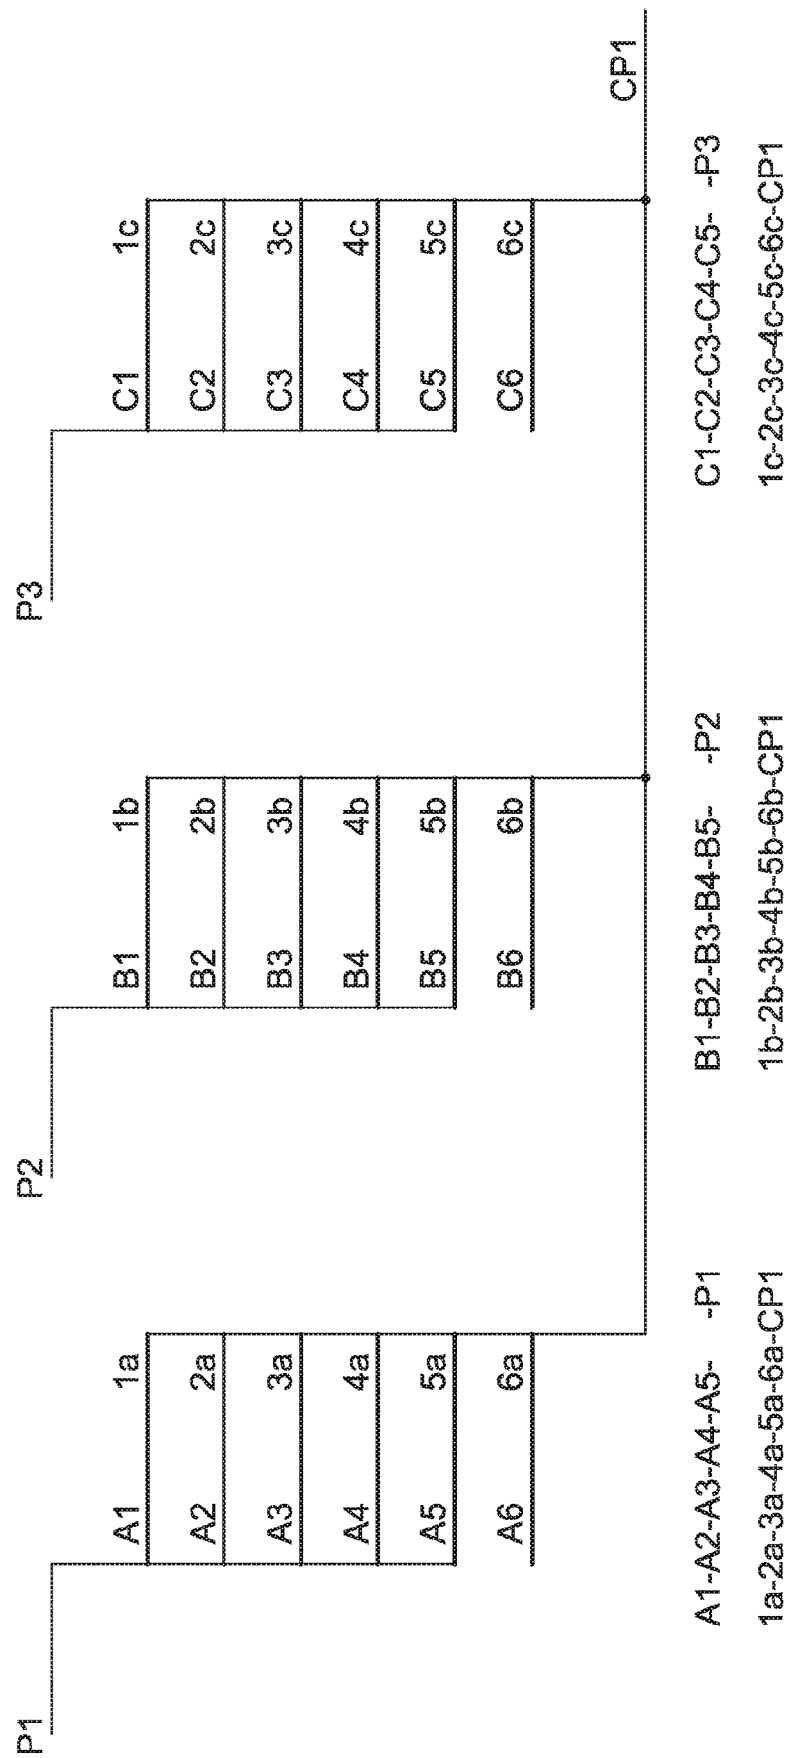 P1
P2
P3
A1 1a
A2 2a
A3 3a
A4 4a
A5 5a
A6 6a
B1 1b
B2 2b
B3 3b
B4 4b
B5 5b
B6 6b
C1 1c
C2 2c
C3 3c
C4 4c
C5 5c
C6 6c
CP1
A1-A2-A3-A4-A5- -P1
1a-2a-3a-4a-5a-6a-CP1
B1-B2-B3-B4-B5- -P2
1b-2b-3b-4b-5b-6b-CP1
C1-C2-C3-C4-C5- -P3
1c-2c-3c-4c-5c-6c-CP1